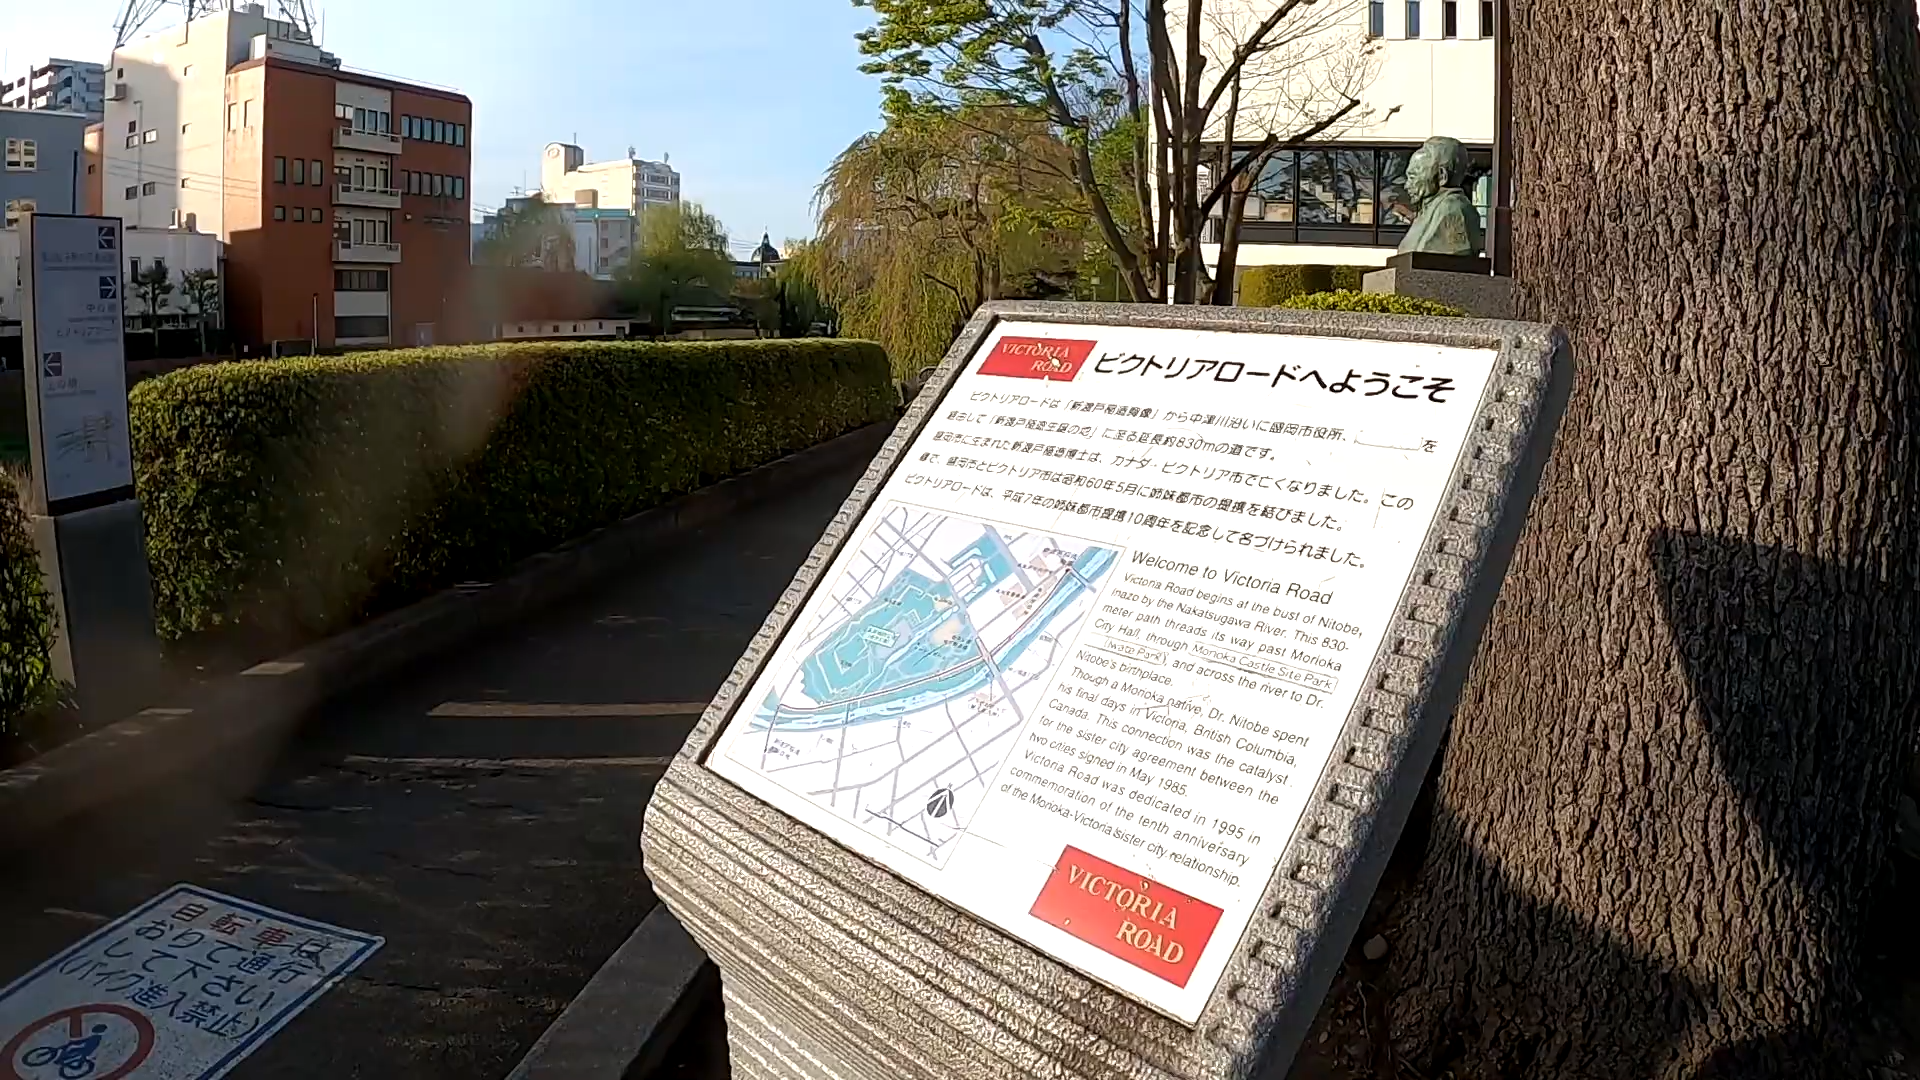 VICTORIA
ROAD
ビクトリアロードへようこそ
ビクトリアロードは「新渡戸稲造胸像」から中津川沿いに盛岡市役所、
を
経由して「新渡戸稲造生誕の地」に至る延長約830mの道です。
盛岡市に生まれた新渡戸稲造博士は、カナダ・ビクトリア市で亡くなりました。この
縁で、盛岡市とビクトリア市は昭和60年5月に姉妹都市の提携を結びました。
ビクトリアロードは、平成7年の姉妹都市提携10周年を記念して名づけられました。
Welcome to Victoria Road
Victoria Road begins at the bust of Nitobe,
Inazo by the Nakatsugawa River. This 830-
meter path threads its way past Morioka
City Hall, through Morioka Castle Site Park
(Iwate Park), and across the river to Dr.
Nitobe's birthplace.
Though a Morioka native, Dr. Nitobe spent
his final days in Victoria, British Columbia,
Canada. This connection was the catalyst
for the sister city agreement between the
two cities signed in May 1985.
Victoria Road was dedicated in 1995 in
commemoration of the tenth anniversary
of the Morioka-Victoria sister city relationship.
VICTORIA
ROAD
中の橋
ビクトリアロード
上の橋
自転車は
おりて通行
して下さい
(バイク進入禁止)